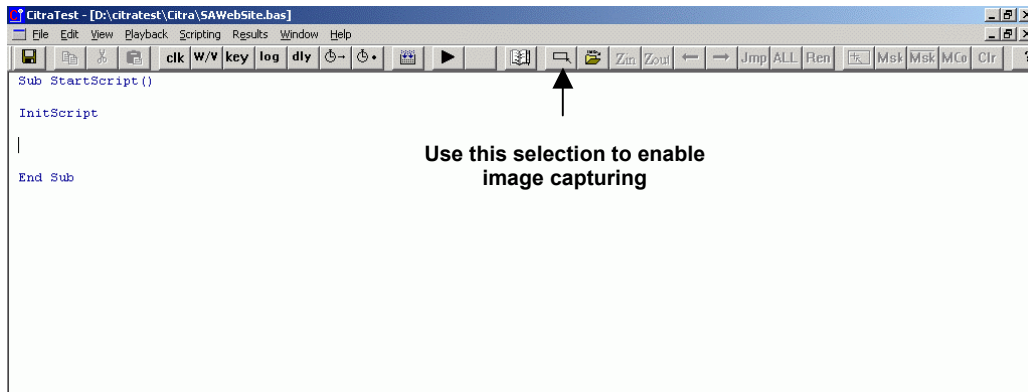 CitraTest - [D:\citratest\Citra\SAWebSite.bas]
File Edit View Playback Scripting Results Window Help
clk W/V key log dly Zin Zout Jmp ALL Ren Msk Msk MCo Clr ?
Sub StartScript()
InitScript
End Sub
Use this selection to enable
image capturing